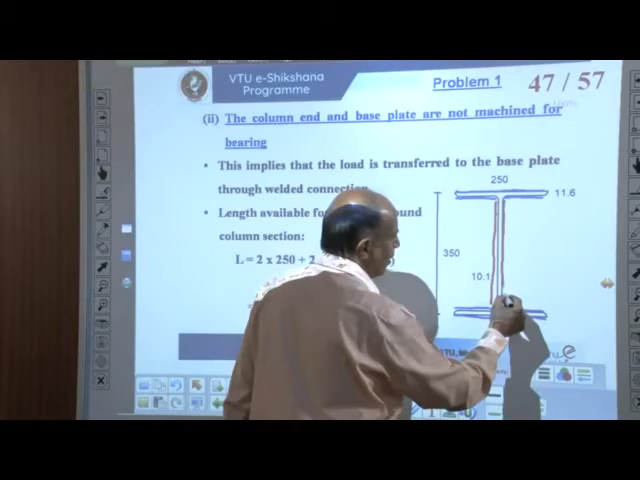 VTU e-Shikshana
Programme
Problem 1
47 / 57
100%
(ii) The column end and base plate are not machined for
bearing
• This implies that the load is transferred to the base plate
through welded connection.
• Length available for ound
column section:
L = 2 x 250 + 2
250
11.6
350
10.1